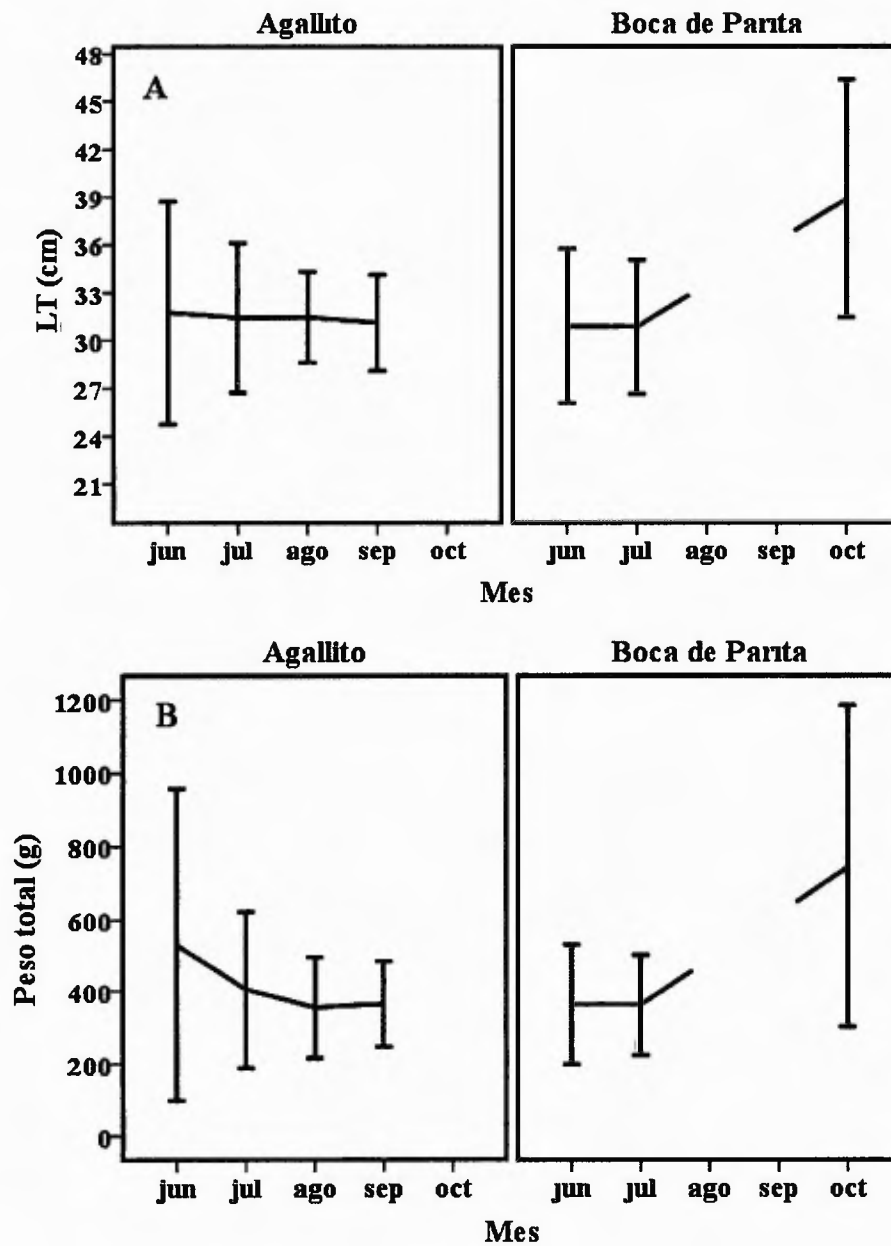 Agallito Boca de Parita
A
48
45
42
39
36
33
30
27
24
21
LT (cm)
jun jul ago sep oct jun jul ago sep oct
Mes
Agallito Boca de Parita
B
1200
1000
800
600
400
200
0
Peso total (g)
jun jul ago sep oct jun jul ago sep oct
Mes